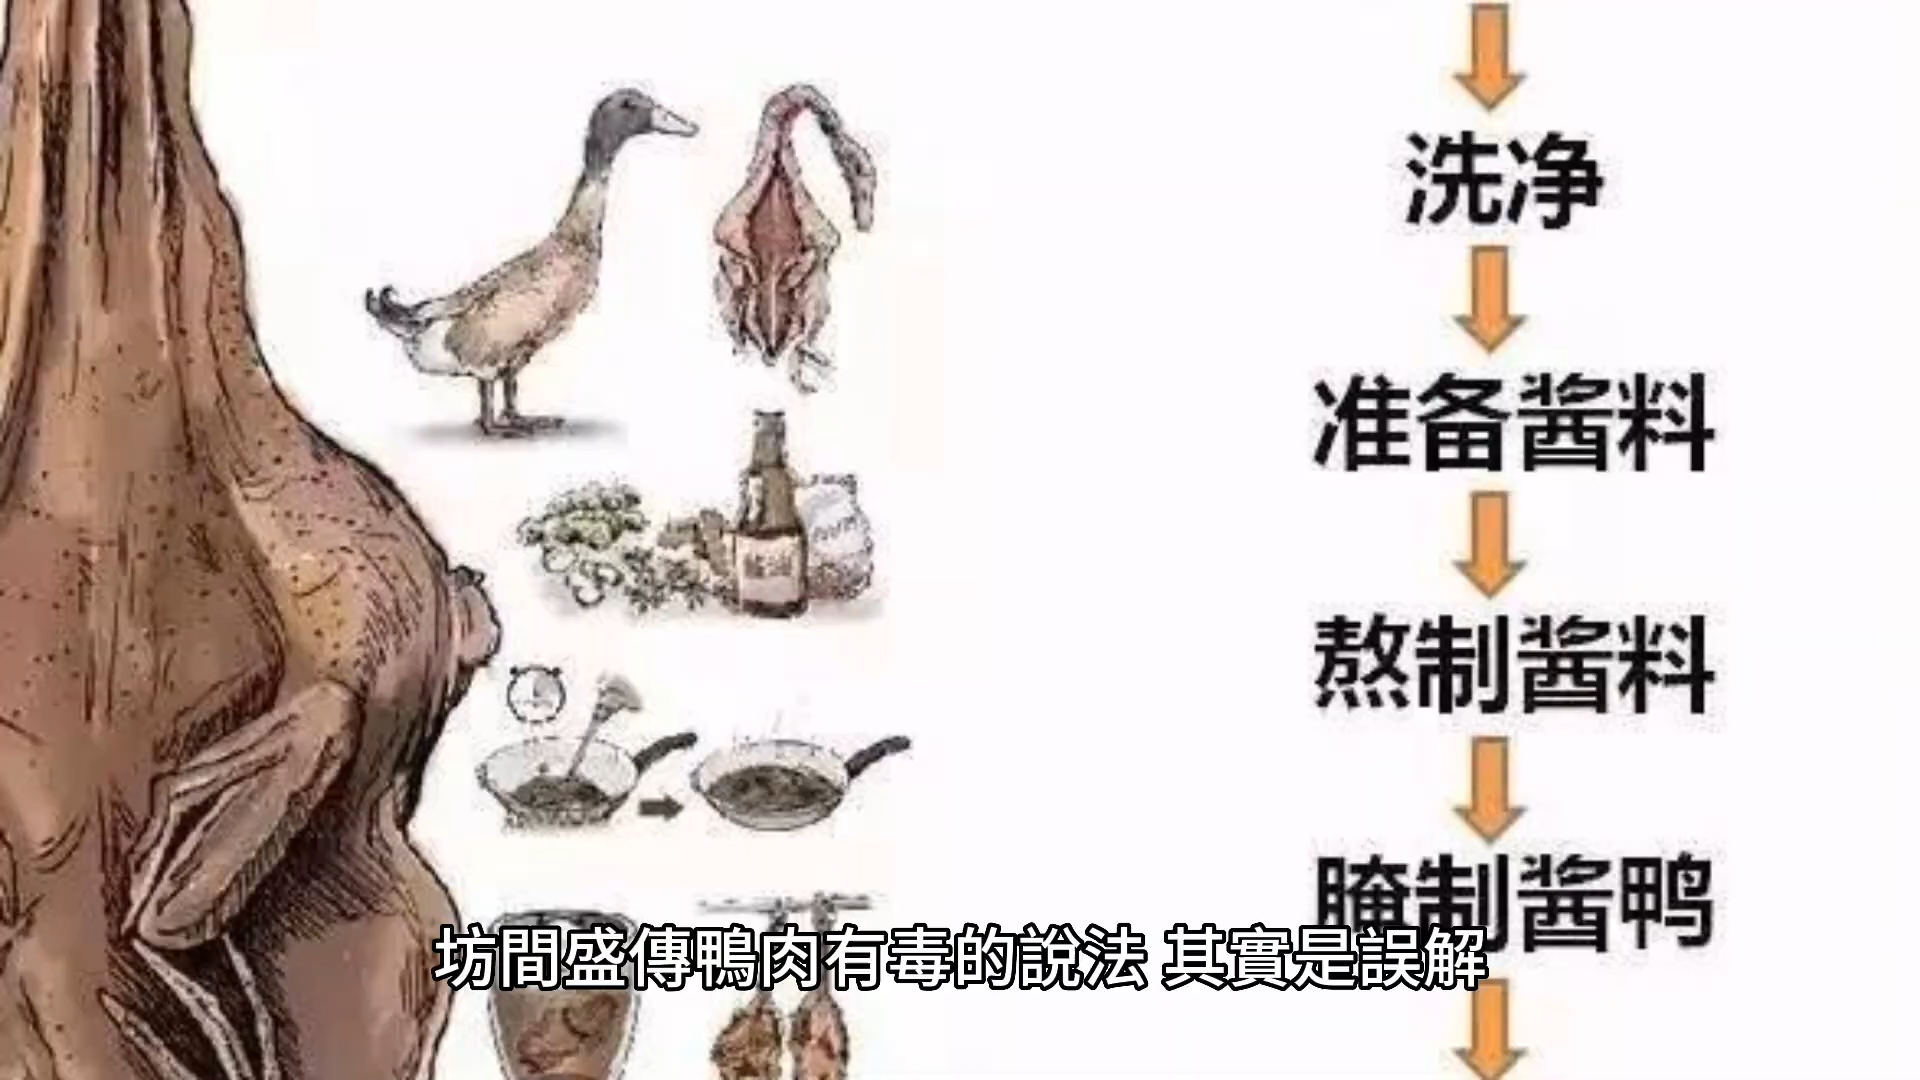 洗净
准备酱料
熬制酱料
腌制酱鸭
坊間盛傳鴨肉有毒的說法 其實是誤解